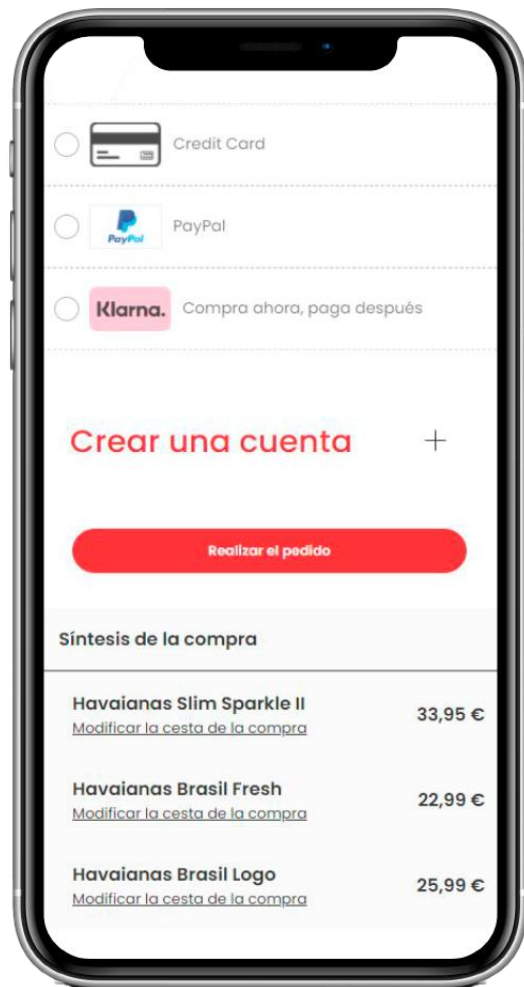 Credit Card
PayPal
PayPal
Klarna.
Compra ahora, paga después
Crear una cuenta
+
Realizar el pedido
Síntesis de la compra
Havaianas Slim Sparkle II
33,95 €
Modificar la cesta de la compra
Havaianas Brasil Fresh
22,99 €
Modificar la cesta de la compra
Havaianas Brasil Logo
25,99 €
Modificar la cesta de la compra